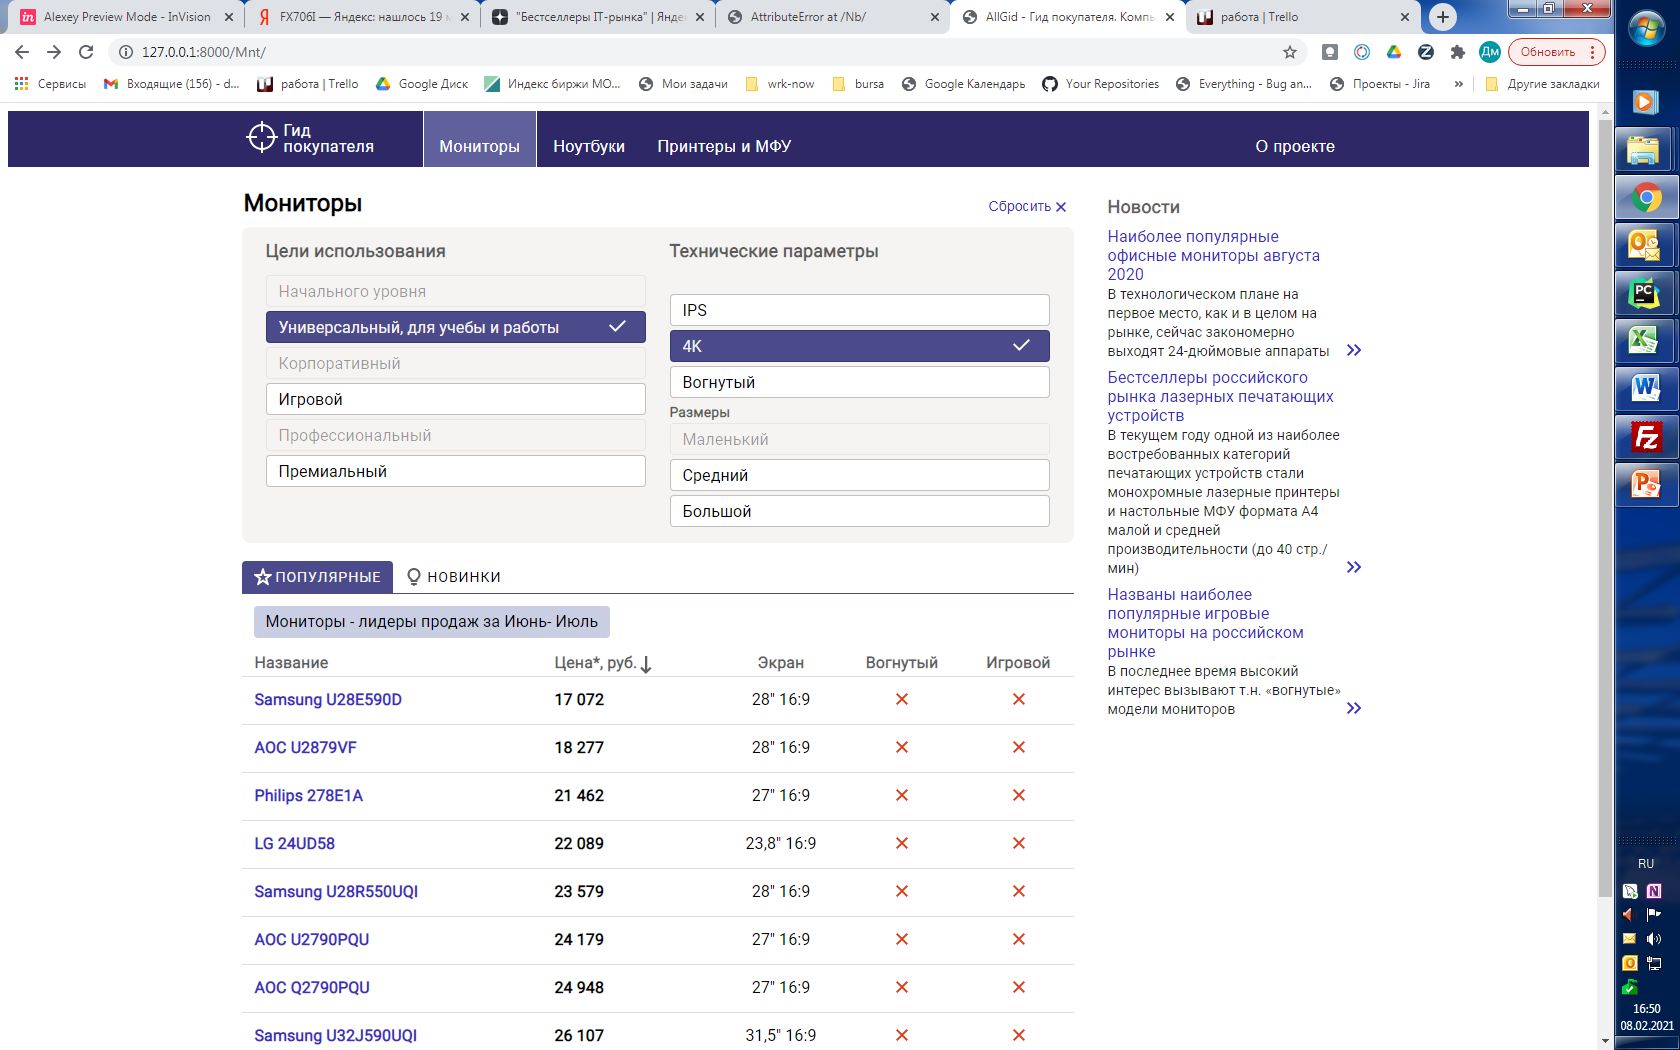 Alexey Preview Mode - InVision
FX706I — Яндекс: нашлось 19 м
"Бестселлеры IT-рынка" | Янде
AttributeError at /Nb/
AllGid - Гид покупателя. Компь
работа | Trello
127.0.0.1:8000/Mnt/
Дм
Обновить
Сервисы
Входящие (156) - d...
работа | Trello
Google Диск
Индекс биржи МО...
Мои задачи
wrk-now
bursa
Google Календарь
Your Repositories
Everything - Bug an...
Проекты - Jira
»
Другие закладки
Гид
покупателя
Мониторы
Ноутбуки
Принтеры и МФУ
О проекте
Мониторы
Сбросить
Цели использования
Начального уровня
Универсальный, для учебы и работы
Корпоративный
Игровой
Профессиональный
Премиальный
Технические параметры
IPS
4K
Вогнутый
Размеры
Маленький
Средний
Большой
ПОПУЛЯРНЫЕ
НОВИНКИ
Мониторы - лидеры продаж за Июнь- Июль
Название Цена*, руб. Экран Вогнутый Игровой
Samsung U28E590D 17 072 28" 16:9
AOC U2879VF 18 277 28" 16:9
Philips 278E1A 21 462 27" 16:9
LG 24UD58 22 089 23,8" 16:9
Samsung U28R550UQI 23 579 28" 16:9
AOC U2790PQU 24 179 27" 16:9
AOC Q2790PQU 24 948 27" 16:9
Samsung U32J590UQI 26 107 31,5" 16:9
Новости
Наиболее популярные
офисные мониторы августа
2020
В технологическом плане на
первое место, как и в целом на
рынке, сейчас закономерно
выходят 24-дюймовые аппараты
Бестселлеры российского
рынка лазерных печатающих
устройств
В текущем году одной из наиболее
востребованных категорий
печатающих устройств стали
монохромные лазерные принтеры
и настольные МФУ формата А4
малой и средней
производительности (до 40 стр./
мин)
Названы наиболее
популярные игровые
мониторы на российском
рынке
В последнее время высокий
интерес вызывают т.н. «вогнутые»
модели мониторов
RU
16:50
08.02.2021